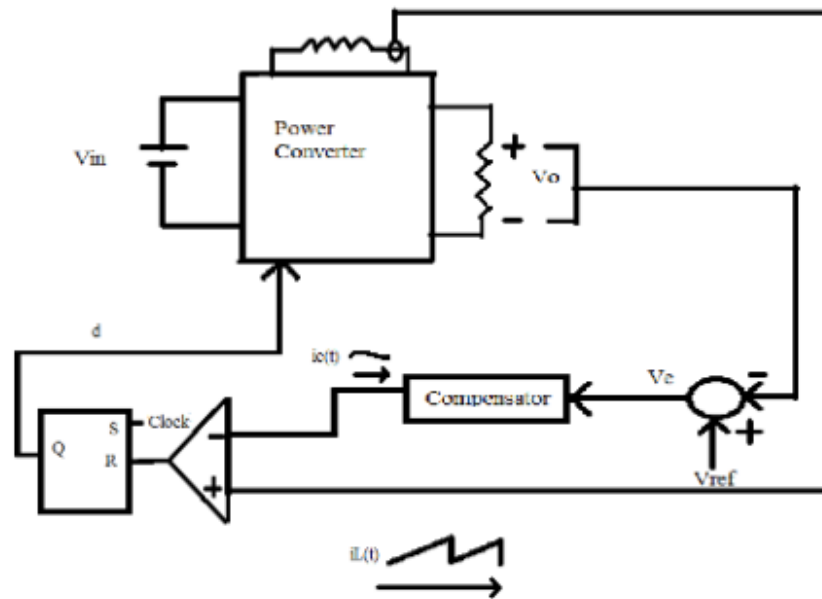 Power
Converter
Vin
+
Vo
-
d
ic(t)
Ve
-
Compensator
+
Vref
S
Clock
Q
R
-
+
iL(t)